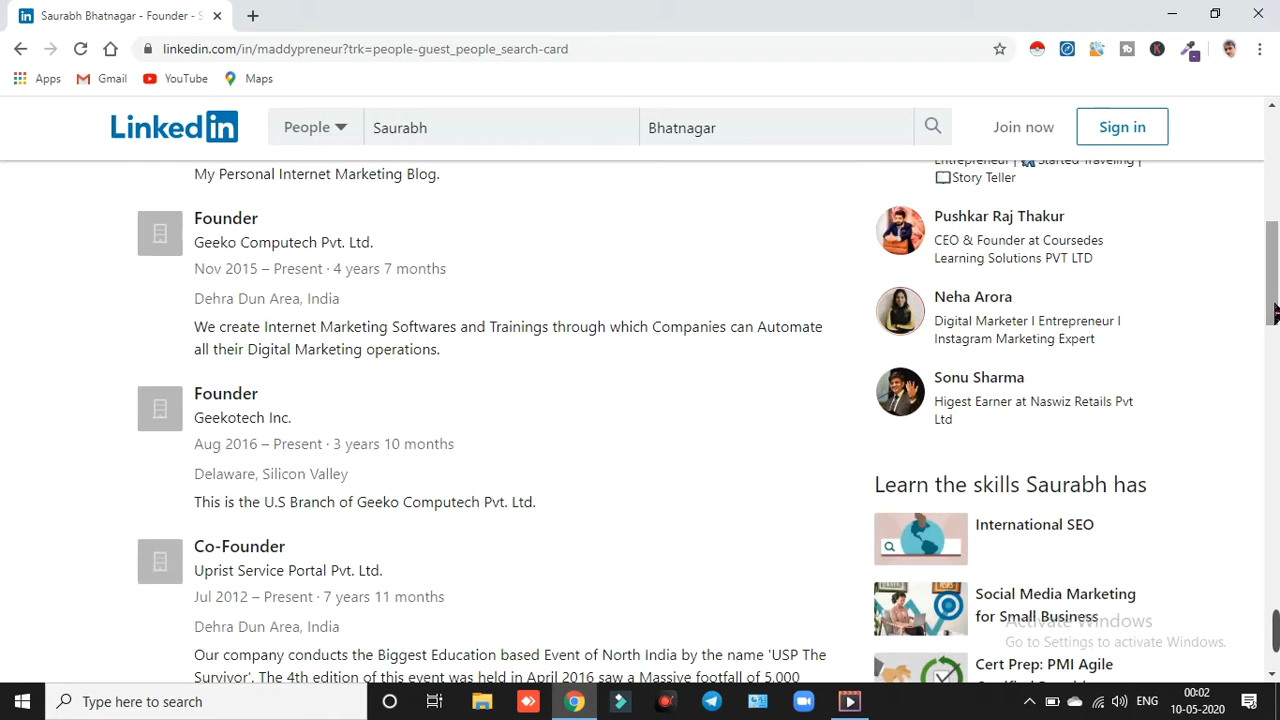 Saurabh Bhatnagar - Founder - S
linkedin.com/in/maddypreneur?trk=people-guest_people_search-card
Apps
Gmail
YouTube
Maps
Linked in
People
Saurabh
Bhatnagar
Join now
Sign in
My Personal Internet Marketing Blog.
Founder
Geeko Computech Pvt. Ltd.
Nov 2015 – Present · 4 years 7 months
Dehra Dun Area, India
We create Internet Marketing Softwares and Trainings through which Companies can Automate
all their Digital Marketing operations.
Founder
Geekotech Inc.
Aug 2016 – Present · 3 years 10 months
Delaware, Silicon Valley
This is the U.S Branch of Geeko Computech Pvt. Ltd.
Co-Founder
Uprist Service Portal Pvt. Ltd.
Jul 2012 – Present · 7 years 11 months
Dehra Dun Area, India
Our company conducts the Biggest Education based Event of North India by the name 'USP The
Survivor'. The 4th edition of this event was held in April 2016 saw a Massive footfall of 5,000
Entrepreneur | Started Traveling |
Story Teller
Pushkar Raj Thakur
CEO & Founder at Coursedes
Learning Solutions PVT LTD
Neha Arora
Digital Marketer I Entrepreneur I
Instagram Marketing Expert
Sonu Sharma
Higest Earner at Naswiz Retails Pvt
Ltd
Learn the skills Saurabh has
International SEO
Social Media Marketing
for Small Business
Cert Prep: PMI Agile
Activate Windows
Go to Settings to activate Windows.
Type here to search
ENG
00:02
10-05-2020